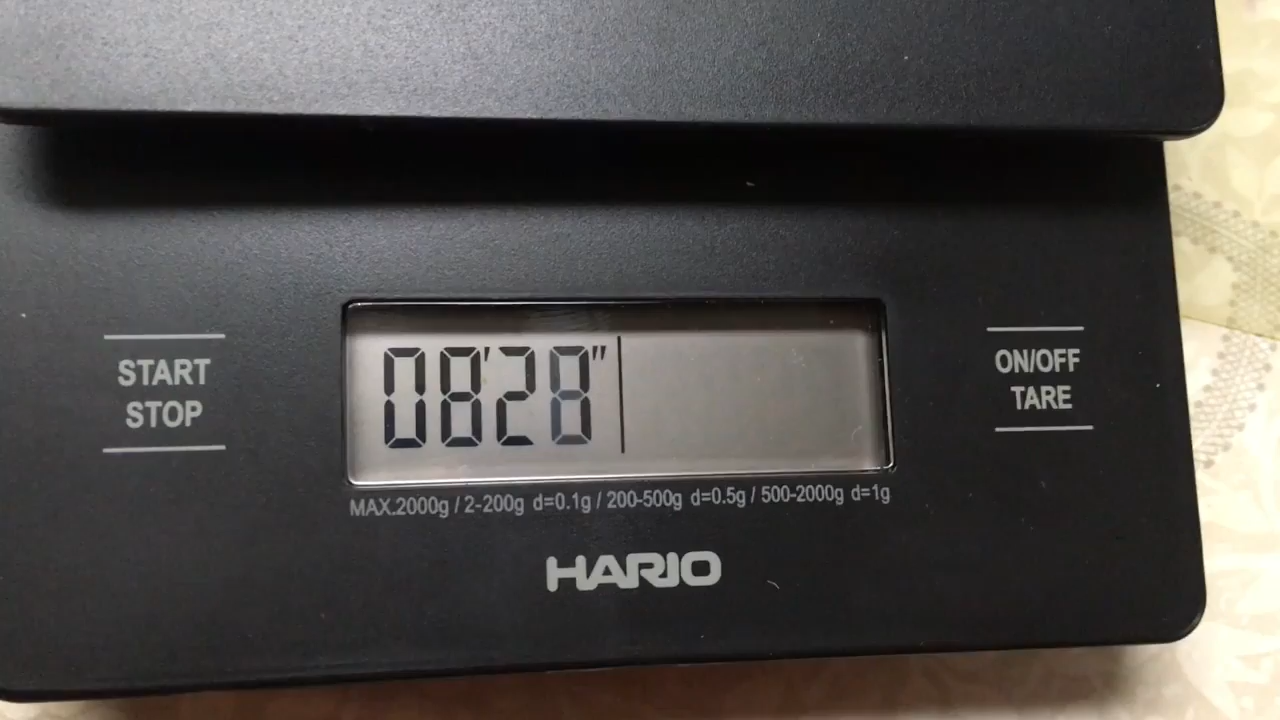 START
STOP
08'28"
ON/OFF
TARE
MAX.2000g / 2-200g d=0.1g / 200-500g d=0.5g / 500-2000g d=1g
HARIO